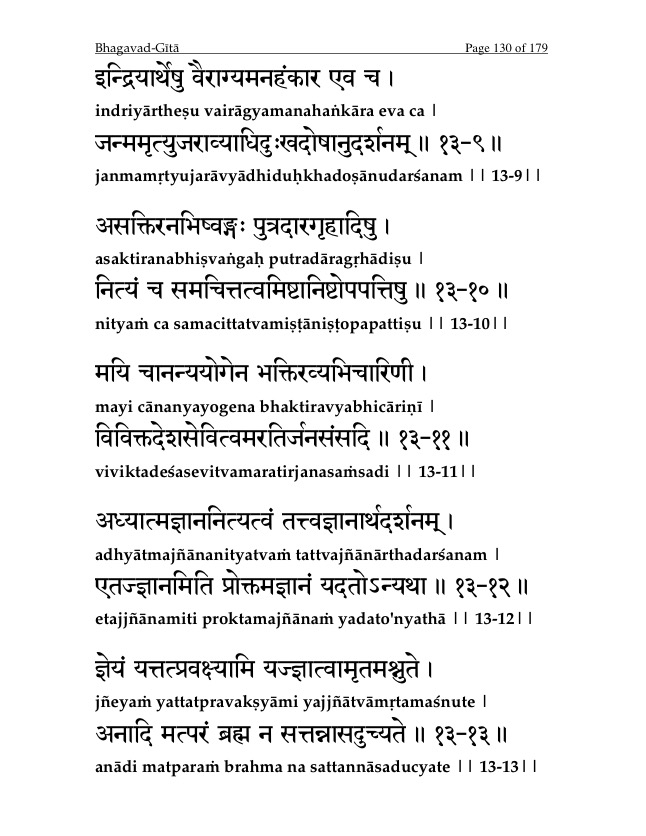 Bhagavad-Gītā Page 130 of 179
इन्द्रियार्थेषु वैराग्यमनहंकार एव च ।
indriyārtheṣu vairāgyamanahaṅkāra eva ca |
जन्ममृत्युजराव्याधिदुःखदोषानुदर्शनम् ॥ १३-९ ॥
janmamṛtyujarāvyādhiduḥkhadoṣānudarśanam || 13-9||
असक्तिरनभिष्वङ्गः पुत्रदारगृहादिषु ।
asaktiranabhiṣvaṅgaḥ putradāragṛhādiṣu |
नित्यं च समचित्तत्वमिष्टानिष्टोपपत्तिषु ॥ १३-१० ॥
nityaṁ ca samacittatvamiṣṭāniṣṭopapattiṣu || 13-10||
मयि चानन्ययोगेन भक्तिरव्यभिचारिणी ।
mayi cānanyayogena bhaktiravyabhicāriṇī |
विविक्तदेशसेवित्वमरतिर्जनसंसदि ॥ १३-११ ॥
viviktadeśasevitvamaratirjanasaṁsadi || 13-11||
अध्यात्मज्ञाननित्यत्वं तत्त्वज्ञानार्थदर्शनम् ।
adhyātmajñānanityatvaṁ tattvajñānārthadarśanam |
एतज्ज्ञानमिति प्रोक्तमज्ञानं यदतोऽन्यथा ॥ १३-१२ ॥
etajjñānamiti proktamajñānaṁ yadato'nyathā || 13-12||
ज्ञेयं यत्तत्प्रवक्ष्यामि यज्ज्ञात्वामृतमश्नुते ।
jñeyaṁ yattatpravakṣyāmi yajjñātvāmṛtamaśnute |
अनादि मत्परं ब्रह्म न सत्तन्नासदुच्यते ॥ १३-१३ ॥
anādi matparaṁ brahma na sattannāsaducyate || 13-13||